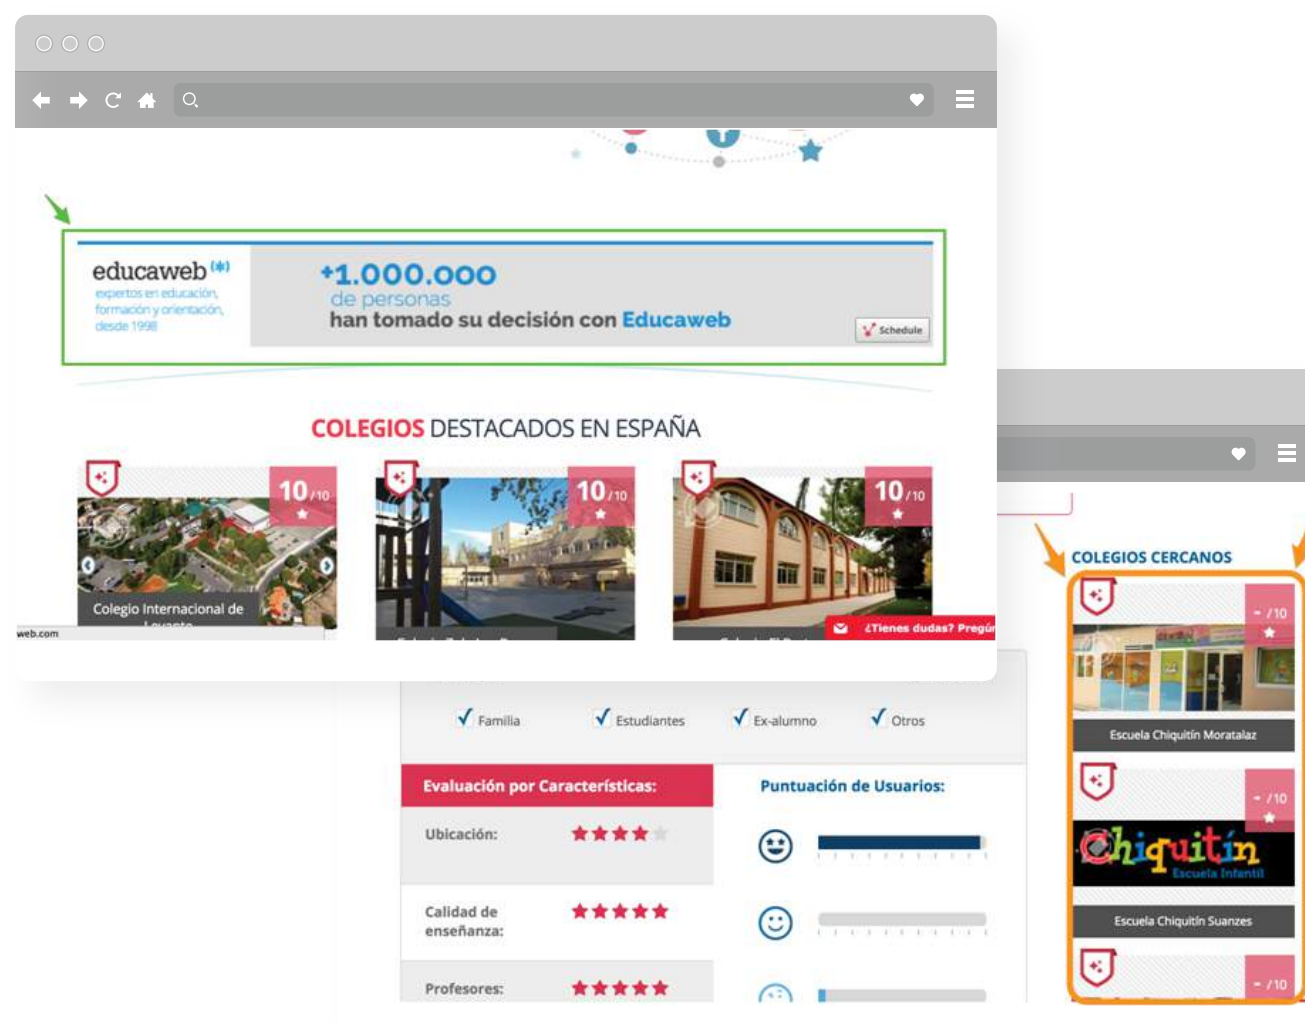 educaweb(*)
expertos en educación,
formación y orientación,
desde 1998
+1.000.000
de personas
han tomado su decisión con Educaweb
Schedule
COLEGIOS DESTACADOS EN ESPAÑA
10/10
10/10
10/10
Colegio Internacional de
Levante
web.com
¿Tienes dudas? Pregún
Familia
Estudiantes
Ex-alumno
Otros
Evaluación por Características:
Puntuación de Usuarios:
Ubicación:
Calidad de
enseñanza:
Profesores:
COLEGIOS CERCANOS
- /10
Escuela Chiquitín Moratalaz
- /10
Chiquitín
Escuela Infantil
Escuela Chiquitín Suanzes
- /10